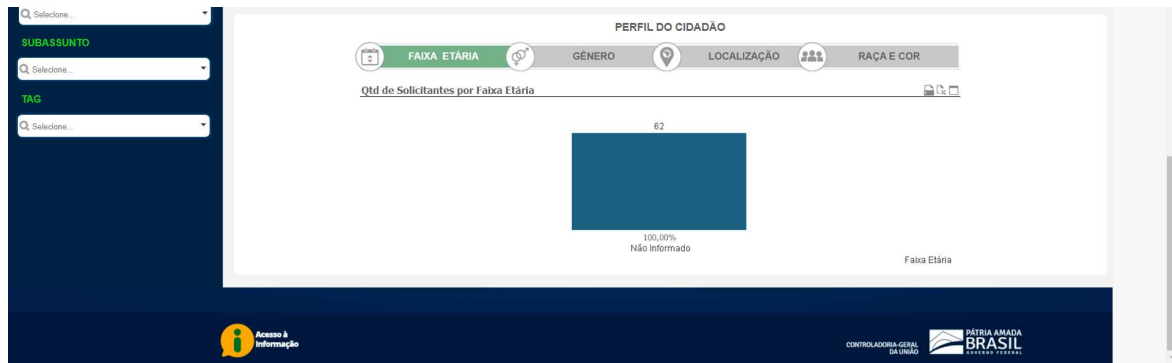 Selecione...
SUBASSUNTO
Selecione...
TAG
Selecione...
PERFIL DO CIDADÃO
FAIXA ETÁRIA GÊNERO LOCALIZAÇÃO RAÇA E COR
Qtd de Solicitantes por Faixa Etária
62
100,00%
Não Informado
Faixa Etária
Acesso à
Informação
CONTROLADORIA-GERAL
DA UNIÃO
PÁTRIA AMADA
BRASIL
GOVERNO FEDERAL